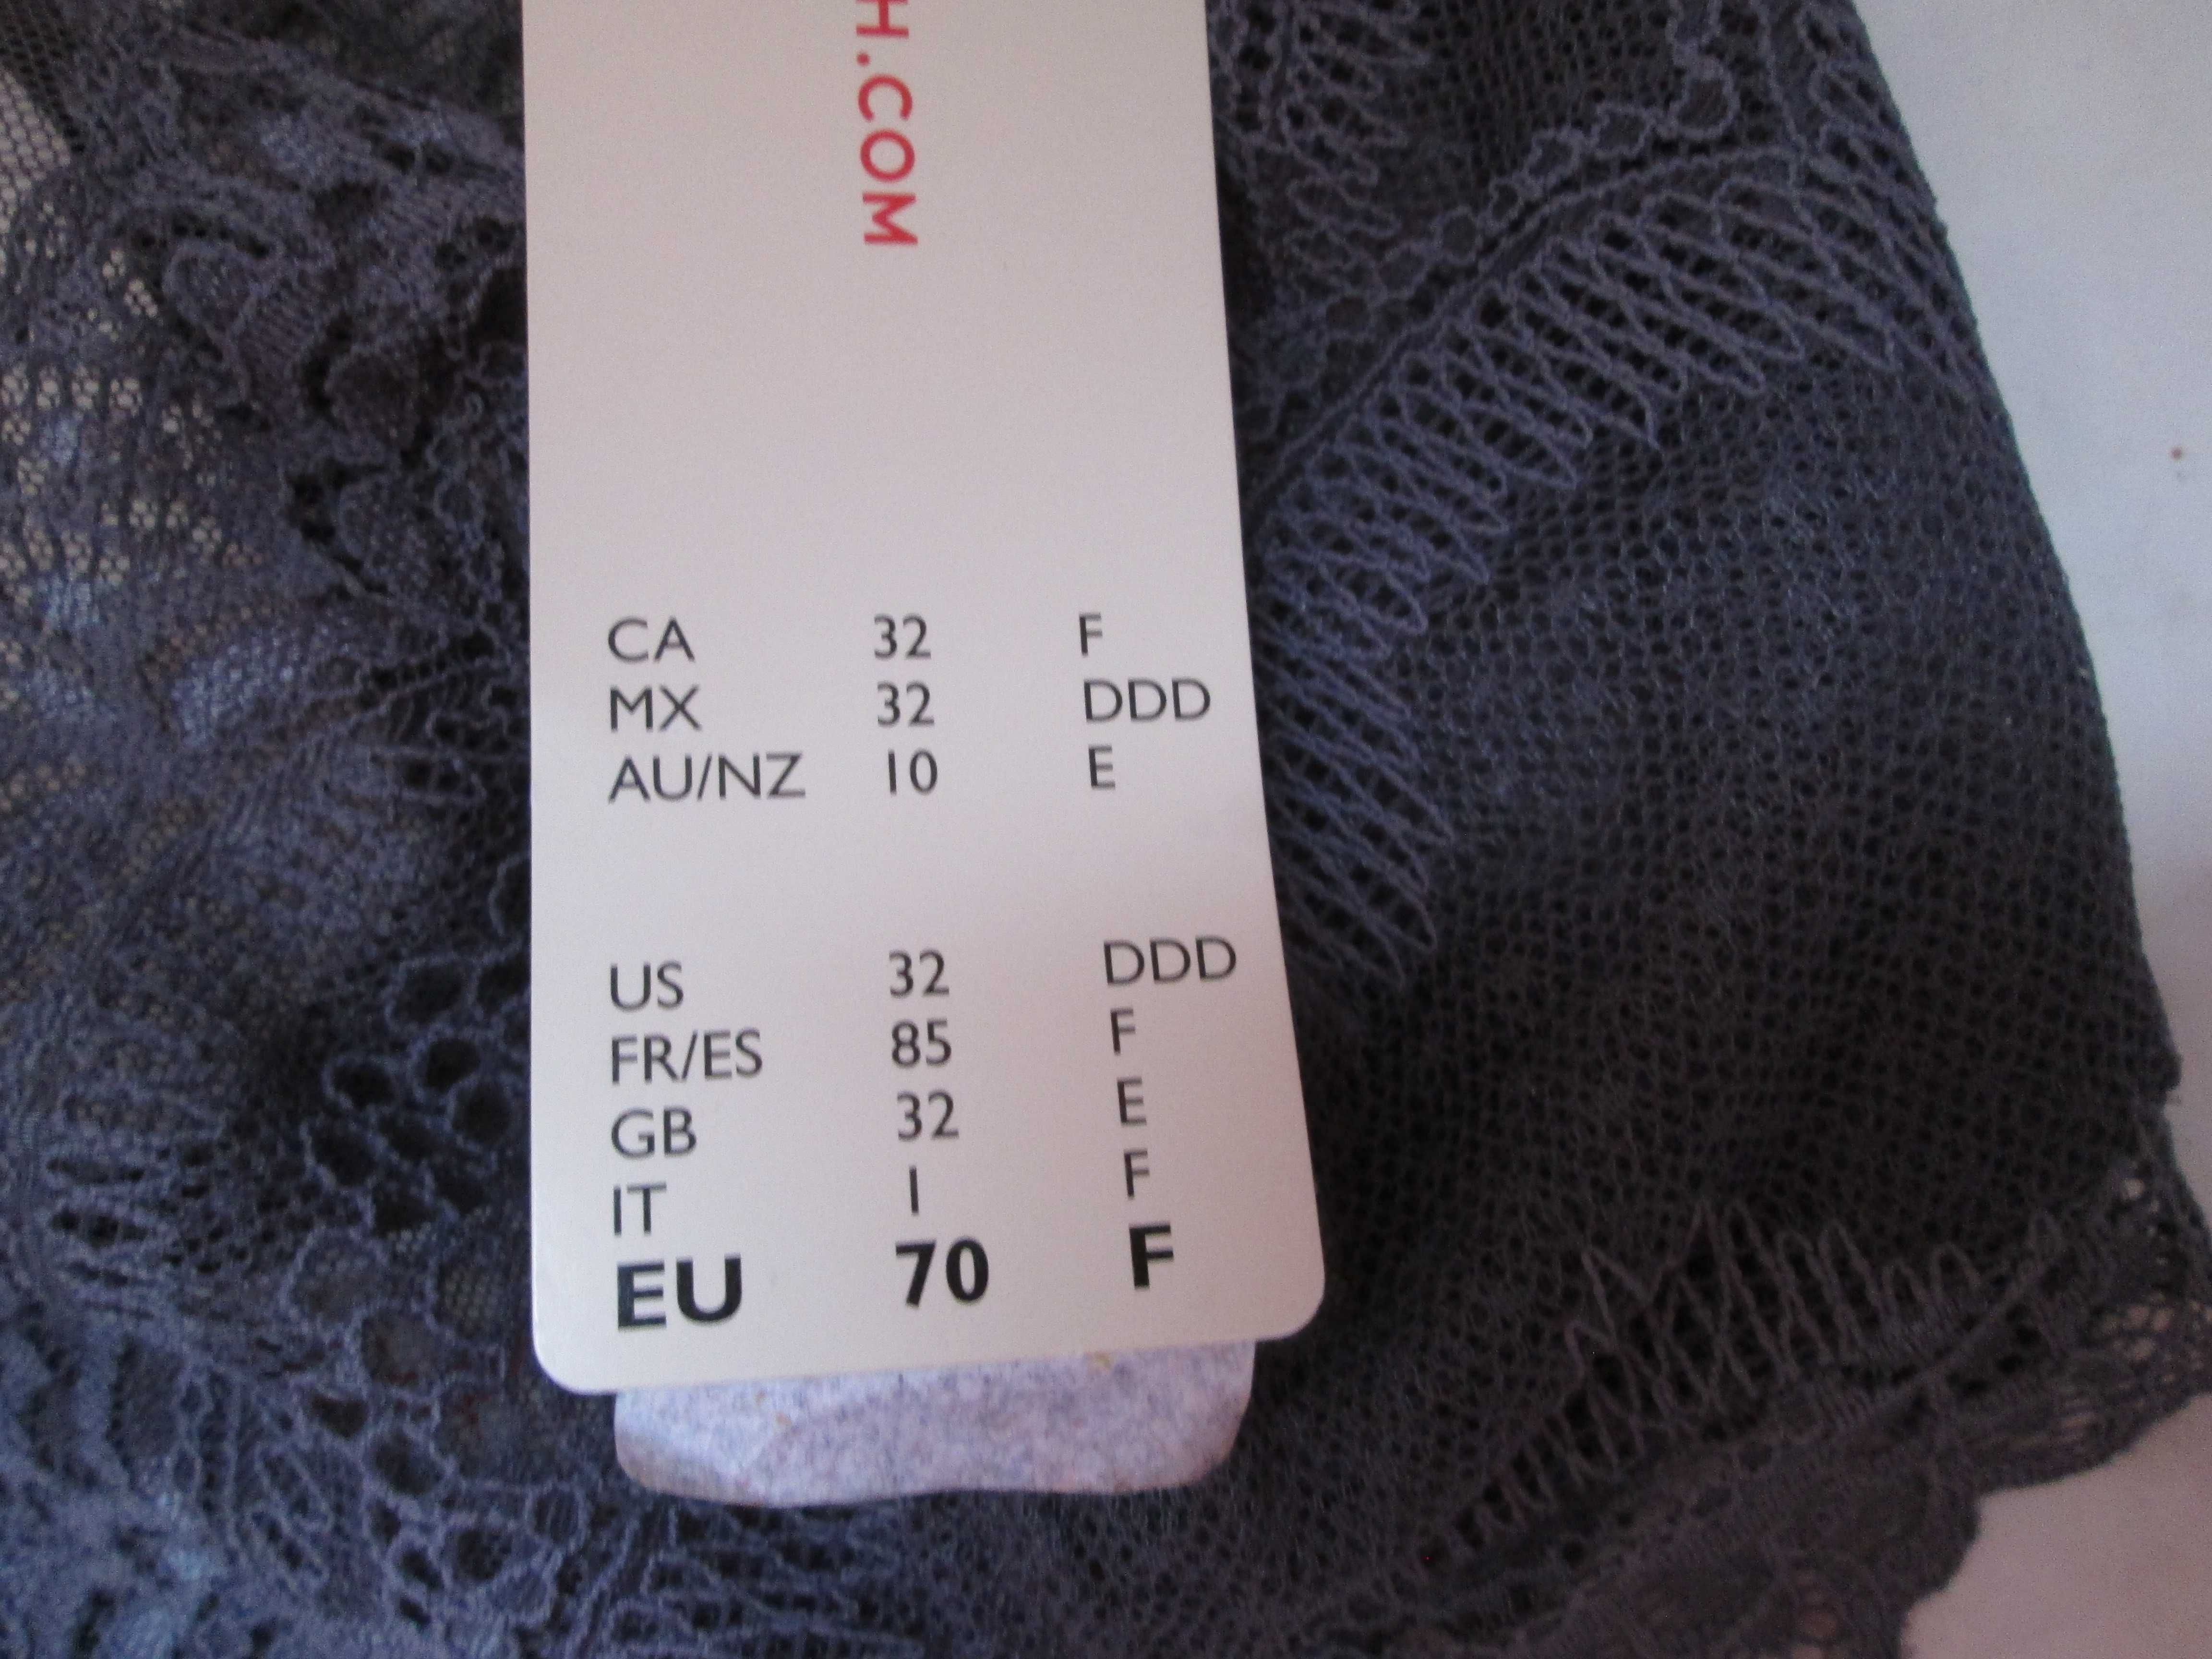 H.COM
CA 32 F
MX 32 DDD
AU/NZ 10 E
US 32 DDD
FR/ES 85 F
GB 32 E
IT I F
EU 70 F